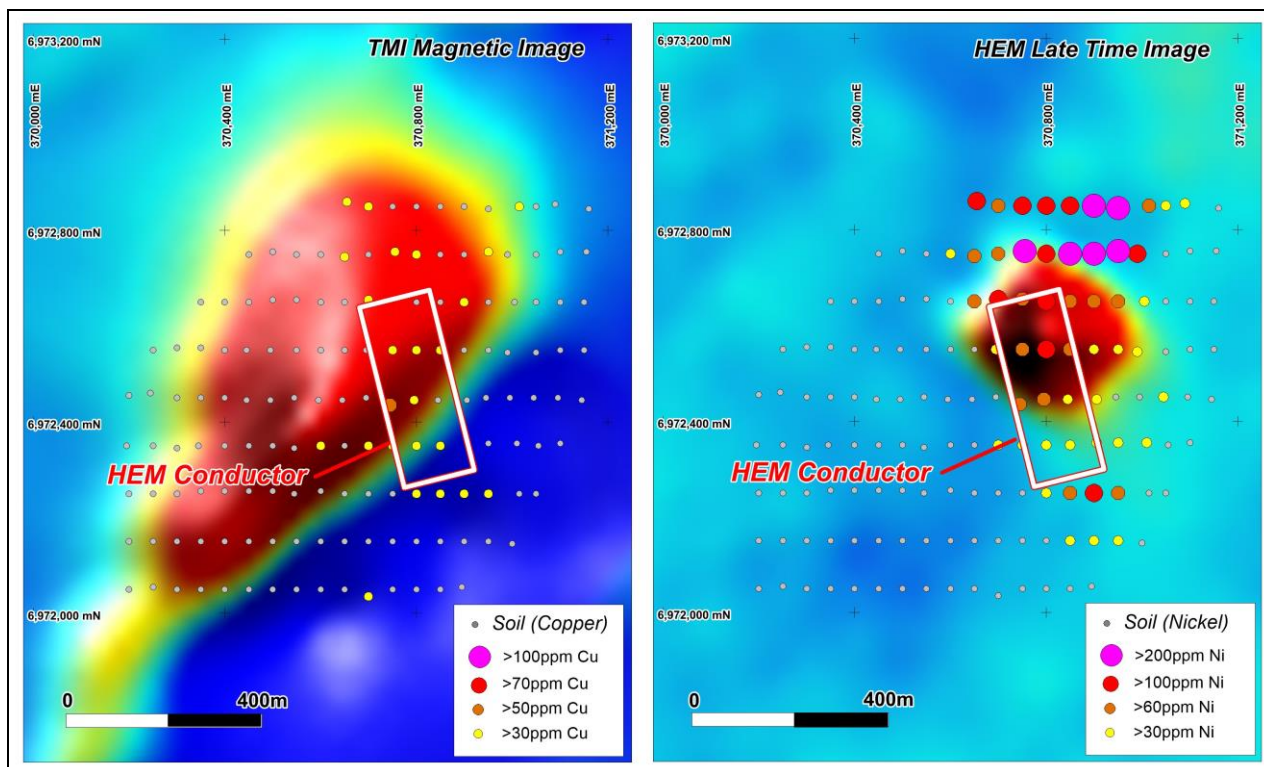 TMI Magnetic Image
6,973,200 mN
370,000 mE
370,400 mE
370,800 mE
371,200 mE
6,972,800 mN
6,972,400 mN
HEM Conductor
6,972,000 mN
Soil (Copper)
>100ppm Cu
>70ppm Cu
>50ppm Cu
>30ppm Cu
0 400m
HEM Late Time Image
6,973,200 mN
370,000 mE
370,400 mE
370,800 mE
371,200 mE
6,972,800 mN
6,972,400 mN
HEM Conductor
6,972,000 mN
Soil (Nickel)
>200ppm Ni
>100ppm Ni
>60ppm Ni
>30ppm Ni
0 400m